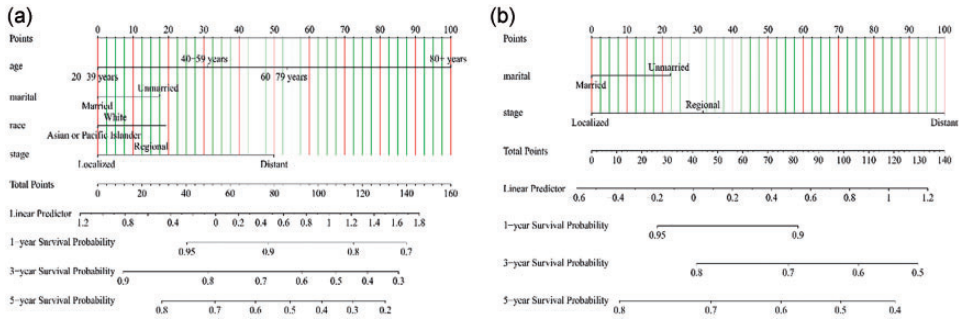 (a)
Points 0 10 20 30 40 50 60 70 80 90 100
40-59 years 80+ years
age
20 39 years 60 79 years
Unmarried
marital
Married
White
race
Asian or Pacific Islander
Regional
stage
Localized Distant
Total Points
0 20 40 60 80 100 120 140 160
Linear Predictor
1.2 0.8 0.4 0 0.2 0.4 0.6 0.8 1 1.2 1.4 1.6 1.8
1-year Survival Probability
0.95 0.9 0.8 0.7
3-year Survival Probability
0.9 0.8 0.7 0.6 0.5 0.4 0.3
5-year Survival Probability
0.8 0.7 0.6 0.5 0.4 0.3 0.2
(b)
0 10 20 30 40 50 60 70 80 90 100
Points
Unmarried
marital
Married
Regional
stage
Localized Distant
Total Points
0 10 20 30 40 50 60 70 80 90 100 110 120 130 140
Linear Predictor
0.6 0.4 0.2 0 0.2 0.4 0.6 0.8 1 1.2
1-year Survival Probability
0.95 0.9
3-year Survival Probability
0.8 0.7 0.6 0.5
5-year Survival Probability
0.8 0.7 0.6 0.5 0.4